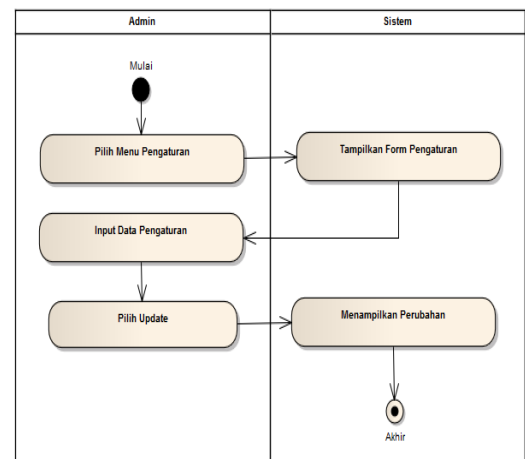 Admin
Sistem
Mulai
Pilih Menu Pengaturan
Tampilkan Form Pengaturan
Input Data Pengaturan
Pilih Update
Menampilkan Perubahan
Akhir